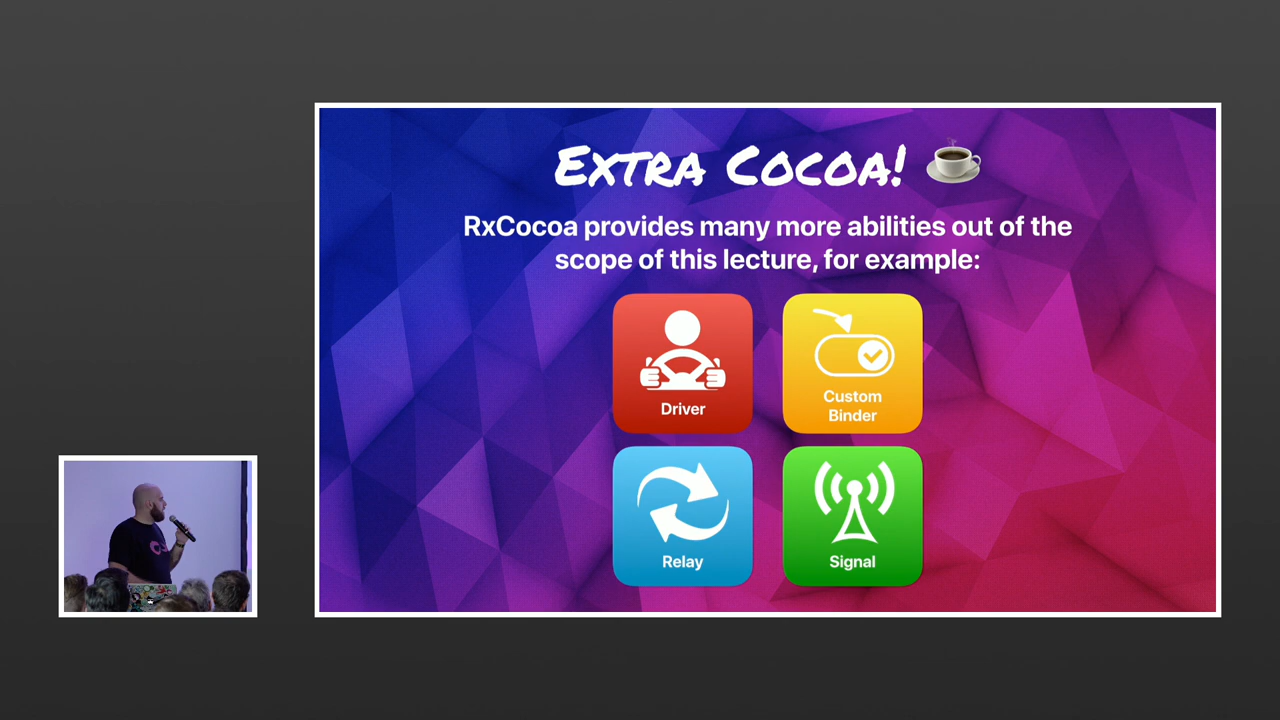 Extra Cocoa!
RxCocoa provides many more abilities out of the
scope of this lecture, for example:
Driver
Custom
Binder
Relay
Signal